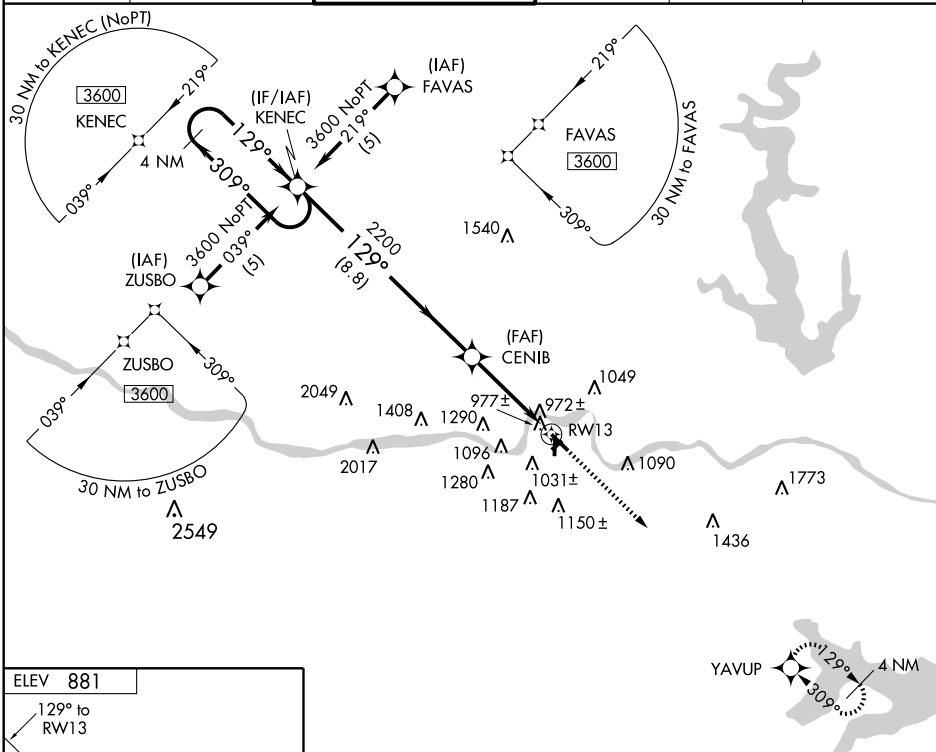 30 NM to KENEC (NoPT)
219°
3600
KENEC
039°
4 NM
129°
309°
(IF/IAF)
KENEC
3600 NoPT
219°
(5)
(IAF)
FAVAS
219°
FAVAS
3600
309°
30 NM to FAVAS
1540
3600 NoPT
039°
(5)
(IAF)
ZUSBO
2200
129°
(8.8)
(FAF)
CENIB
ZUSBO
3600
039°
309°
30 NM to ZUSBO
2549
2049
1408
2017
1290
977±
972±
1049
RW13
1096
1280
1031±
1090
1187
1150±
1773
1436
YAVUP
129°
309°
4 NM
ELEV 881
129° to
RW13